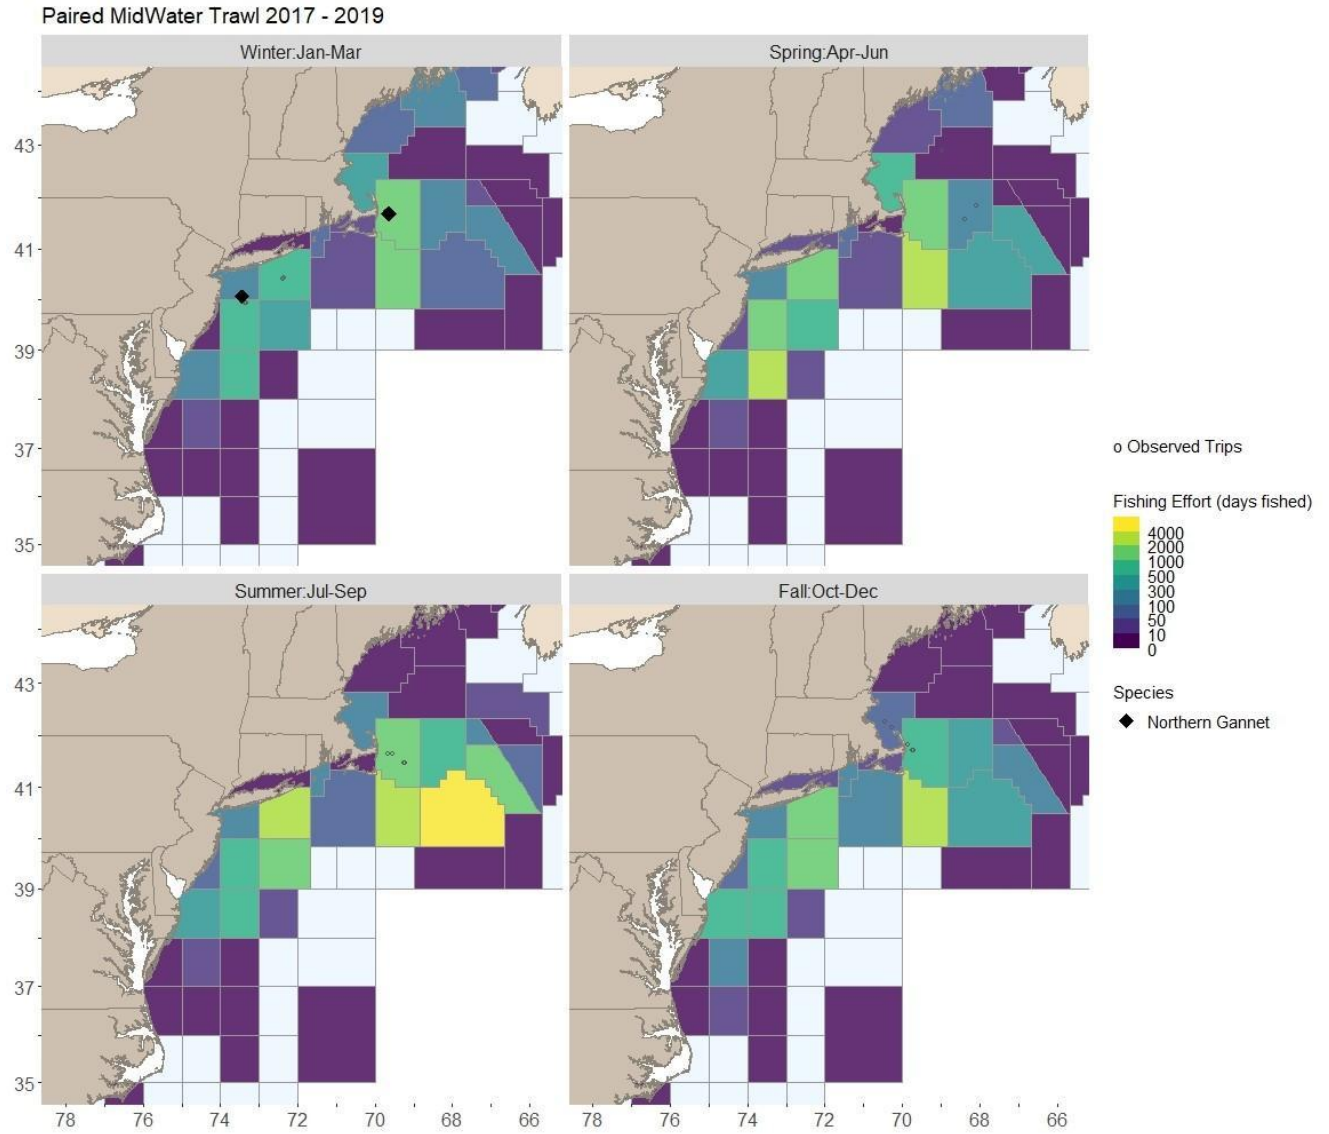 Paired MidWater Trawl 2017 - 2019
Winter:Jan-Mar
Spring:Apr-Jun
43
41
39
37
35
o Observed Trips
Fishing Effort (days fished)
4000
2000
1000
500
300
100
50
10
0
Species
Northern Gannet
Summer:Jul-Sep
Fall:Oct-Dec
43
41
39
37
35
78 76 74 72 70 68 66
78 76 74 72 70 68 66